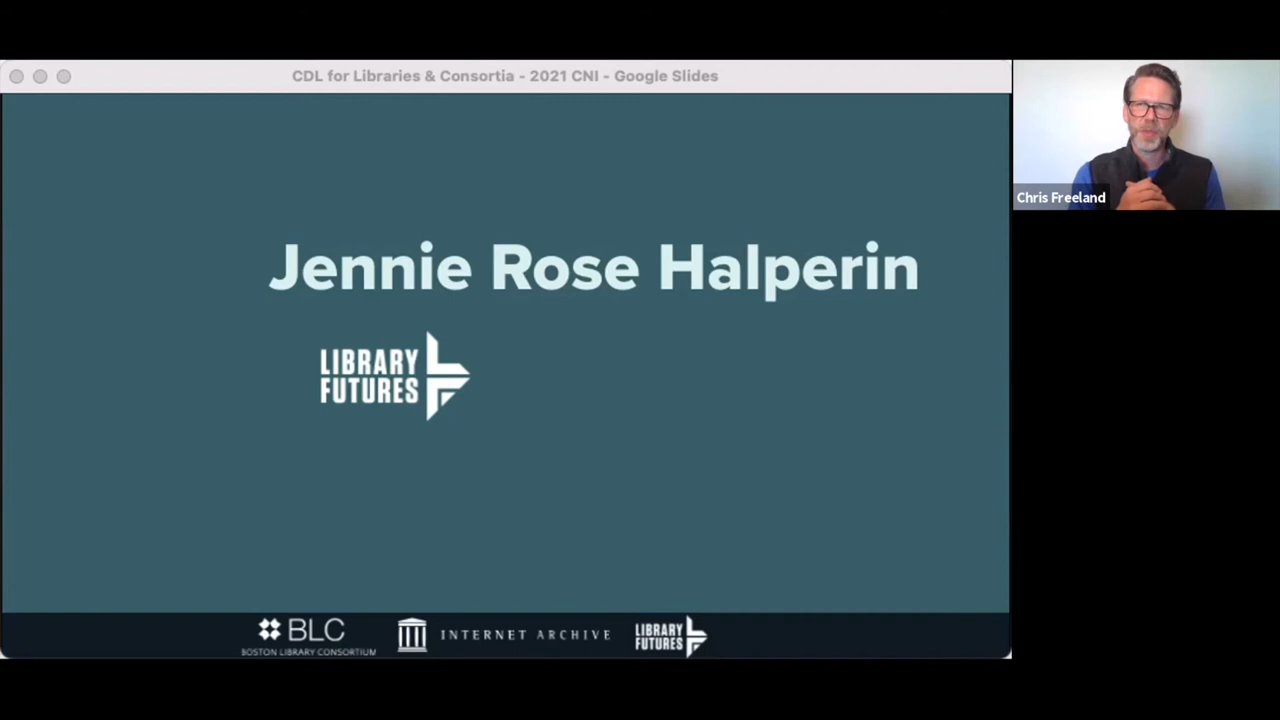 CDL for Libraries & Consortia - 2021 CNI - Google Slides
Chris Freeland
Jennie Rose Halperin
LIBRARY
FUTURES
BLC
BOSTON LIBRARY CONSORTIUM
INTERNET ARCHIVE
LIBRARY
FUTURES